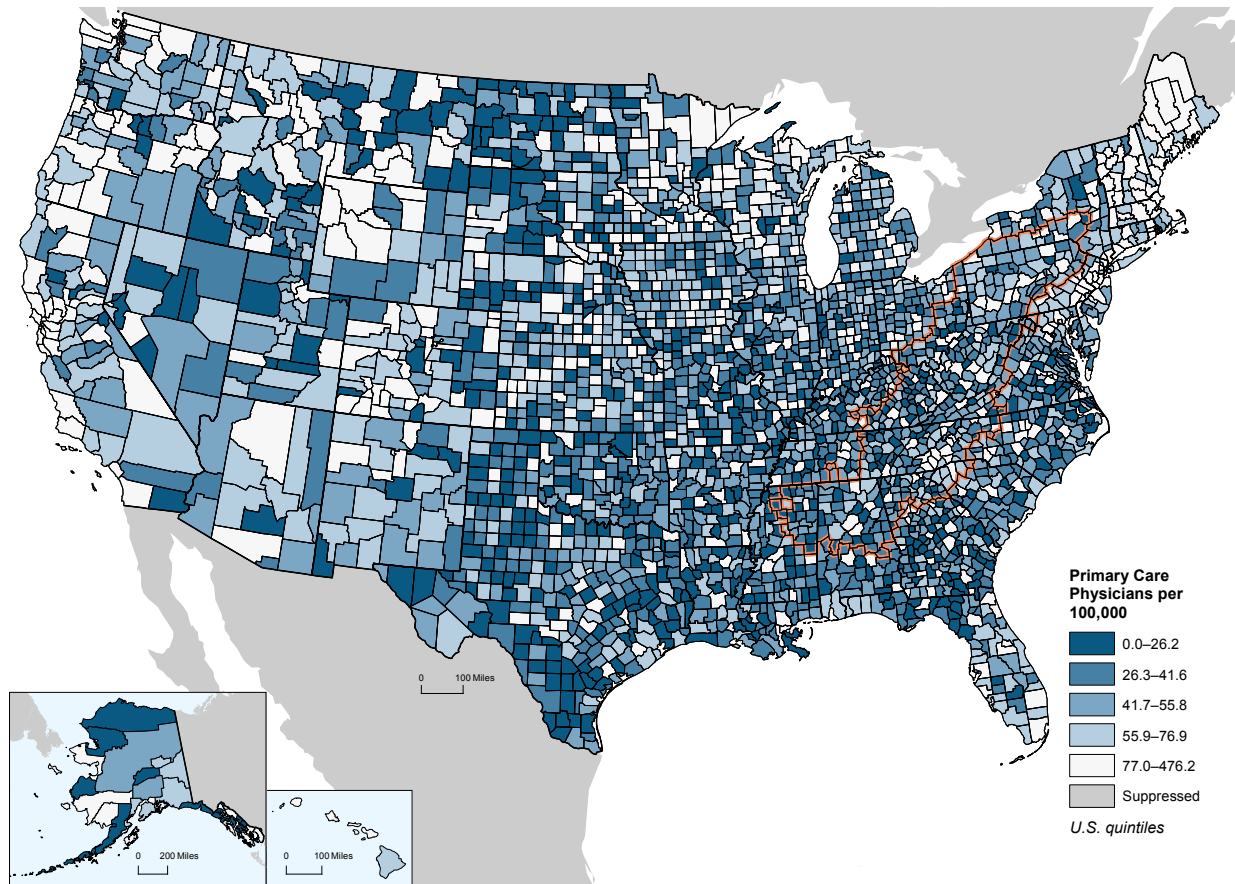 Primary Care
Physicians per
100,000
0.0–26.2
26.3–41.6
41.7–55.8
55.9–76.9
77.0–476.2
Suppressed
U.S. quintiles
0 100 Miles
0 200 Miles
0 100 Miles